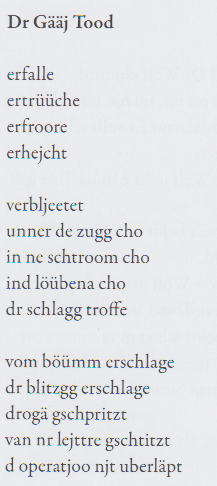 Dr Gääj Tood
erfalle
ertrüüche
erfroore
erhejcht
verbljeetet
unner de zugg cho
in ne schtroom cho
ind löübena cho
dr schlagg troffe
vom böümm erschlage
dr blitzgg erschlage
drogä gschpritzt
van nr lejttre gschtitzt
d operatjoo njt uberläpt